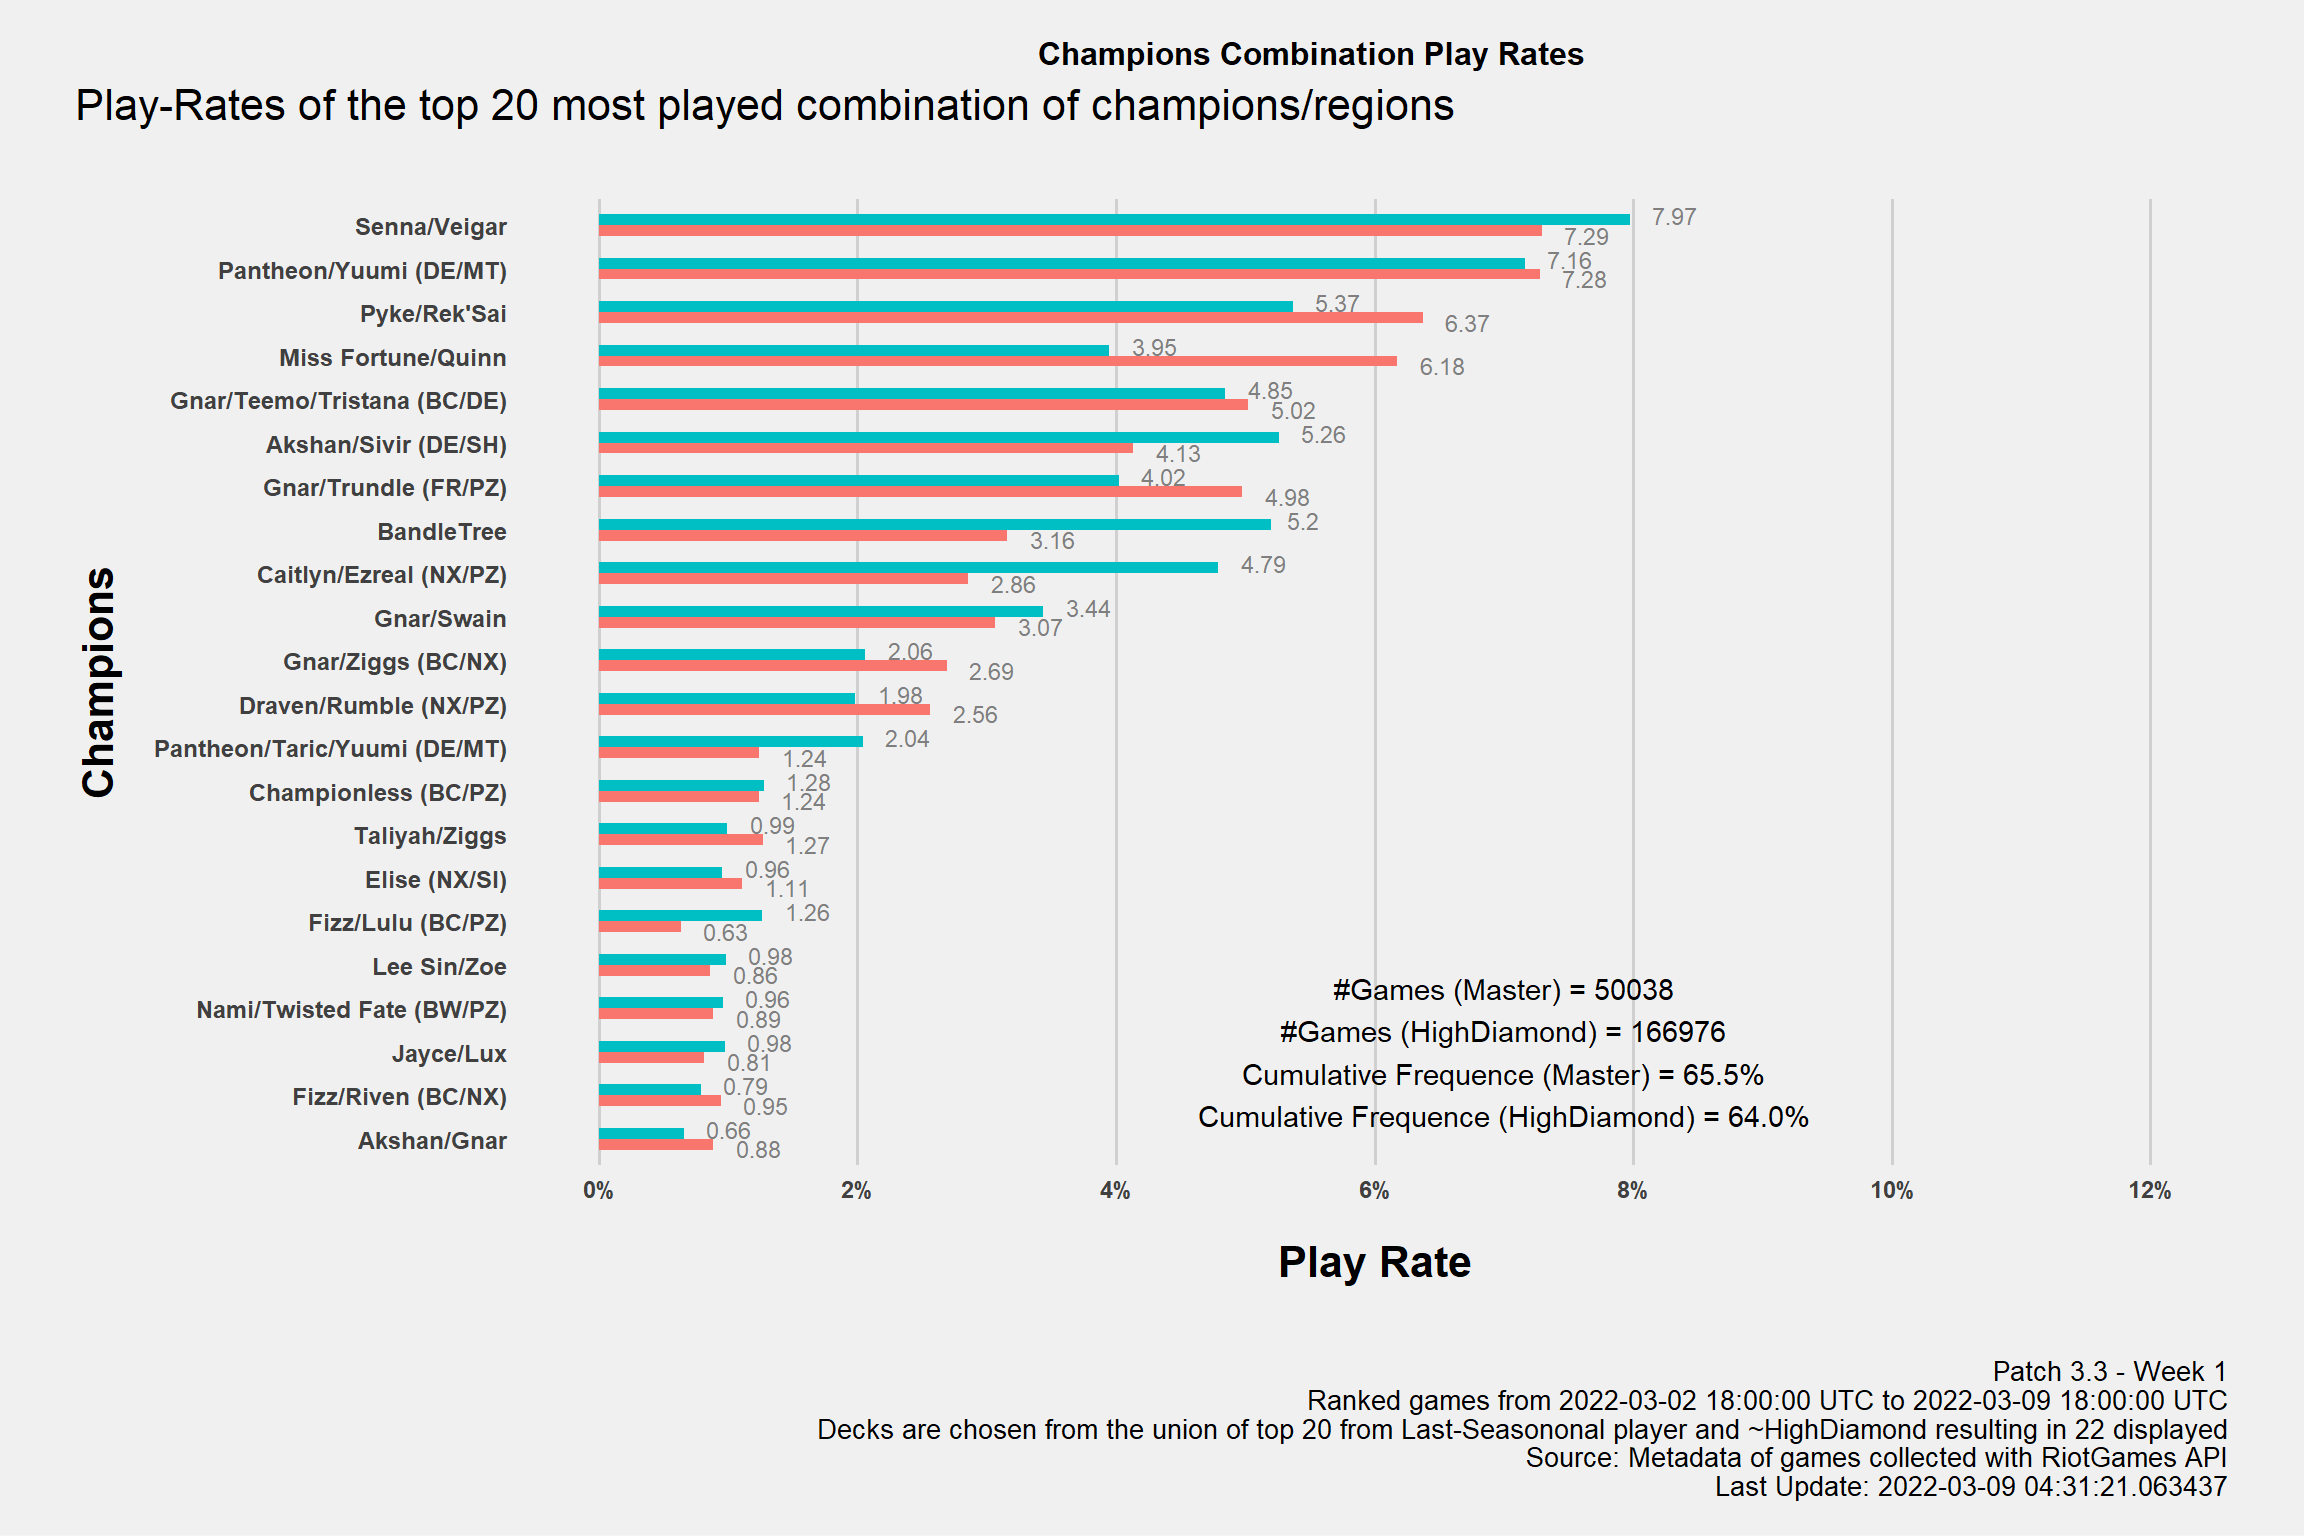 Champions Combination Play Rates
Play-Rates of the top 20 most played combination of champions/regions
Champions
Senna/Veigar
7.97
7.29
Pantheon/Yuumi (DE/MT)
7.16
7.28
Pyke/Rek'Sai
5.37
6.37
Miss Fortune/Quinn
3.95
6.18
Gnar/Teemo/Tristana (BC/DE)
4.85
5.02
Akshan/Sivir (DE/SH)
5.26
4.13
Gnar/Trundle (FR/PZ)
4.02
4.98
BandleTree
5.2
3.16
Caitlyn/Ezreal (NX/PZ)
4.79
2.86
Gnar/Swain
3.44
3.07
Gnar/Ziggs (BC/NX)
2.06
2.69
Draven/Rumble (NX/PZ)
1.98
2.56
Pantheon/Taric/Yuumi (DE/MT)
2.04
1.24
Championless (BC/PZ)
1.28
1.24
Taliyah/Ziggs
0.99
1.27
Elise (NX/SI)
0.96
1.11
Fizz/Lulu (BC/PZ)
1.26
0.63
Lee Sin/Zoe
0.98
0.86
Nami/Twisted Fate (BW/PZ)
0.96
0.89
Jayce/Lux
0.98
0.81
Fizz/Riven (BC/NX)
0.79
0.95
Akshan/Gnar
0.66
0.88
#Games (Master) = 50038
#Games (HighDiamond) = 166976
Cumulative Frequence (Master) = 65.5%
Cumulative Frequence (HighDiamond) = 64.0%
0% 2% 4% 6% 8% 10% 12%
Play Rate
Patch 3.3 - Week 1
Ranked games from 2022-03-02 18:00:00 UTC to 2022-03-09 18:00:00 UTC
Decks are chosen from the union of top 20 from Last-Seasononal player and ~HighDiamond resulting in 22 displayed
Source: Metadata of games collected with RiotGames API
Last Update: 2022-03-09 04:31:21.063437